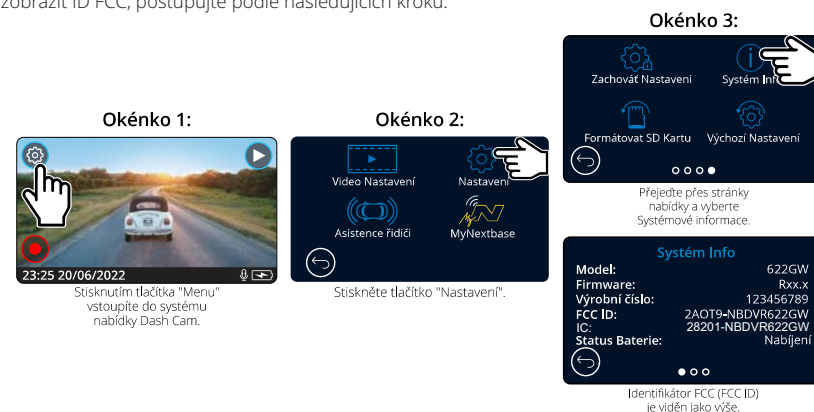 zobrazit ID FCC, postupujte podle následujících kroků.
Okénko 1:
23:25 20/06/2022
Stisknutím tlačítka "Menu"
vstoupíte do systému
nabídky Dash Cam.
Okénko 2:
Video Nastavení
Nastavení
Asistence řidiči
MyNextbase
Stiskněte tlačítko "Nastavení".
Okénko 3:
Zachovát Nastaveni
Systém Info
Formátovat SD Kartu
Výchozí Nastavení
Přejeďte přes stránky
nabídky a vyberte
Systémové informace.
Systém Info
Model: 622GW
Firmware: Rxx.x
Výrobní číslo: 123456789
FCC ID: 2AOT9-NBDVR622GW
IC: 28201-NBDVR622GW
Status Baterie: Nabíjení
Identifikátor FCC (FCC ID)
je viděn jako výše.